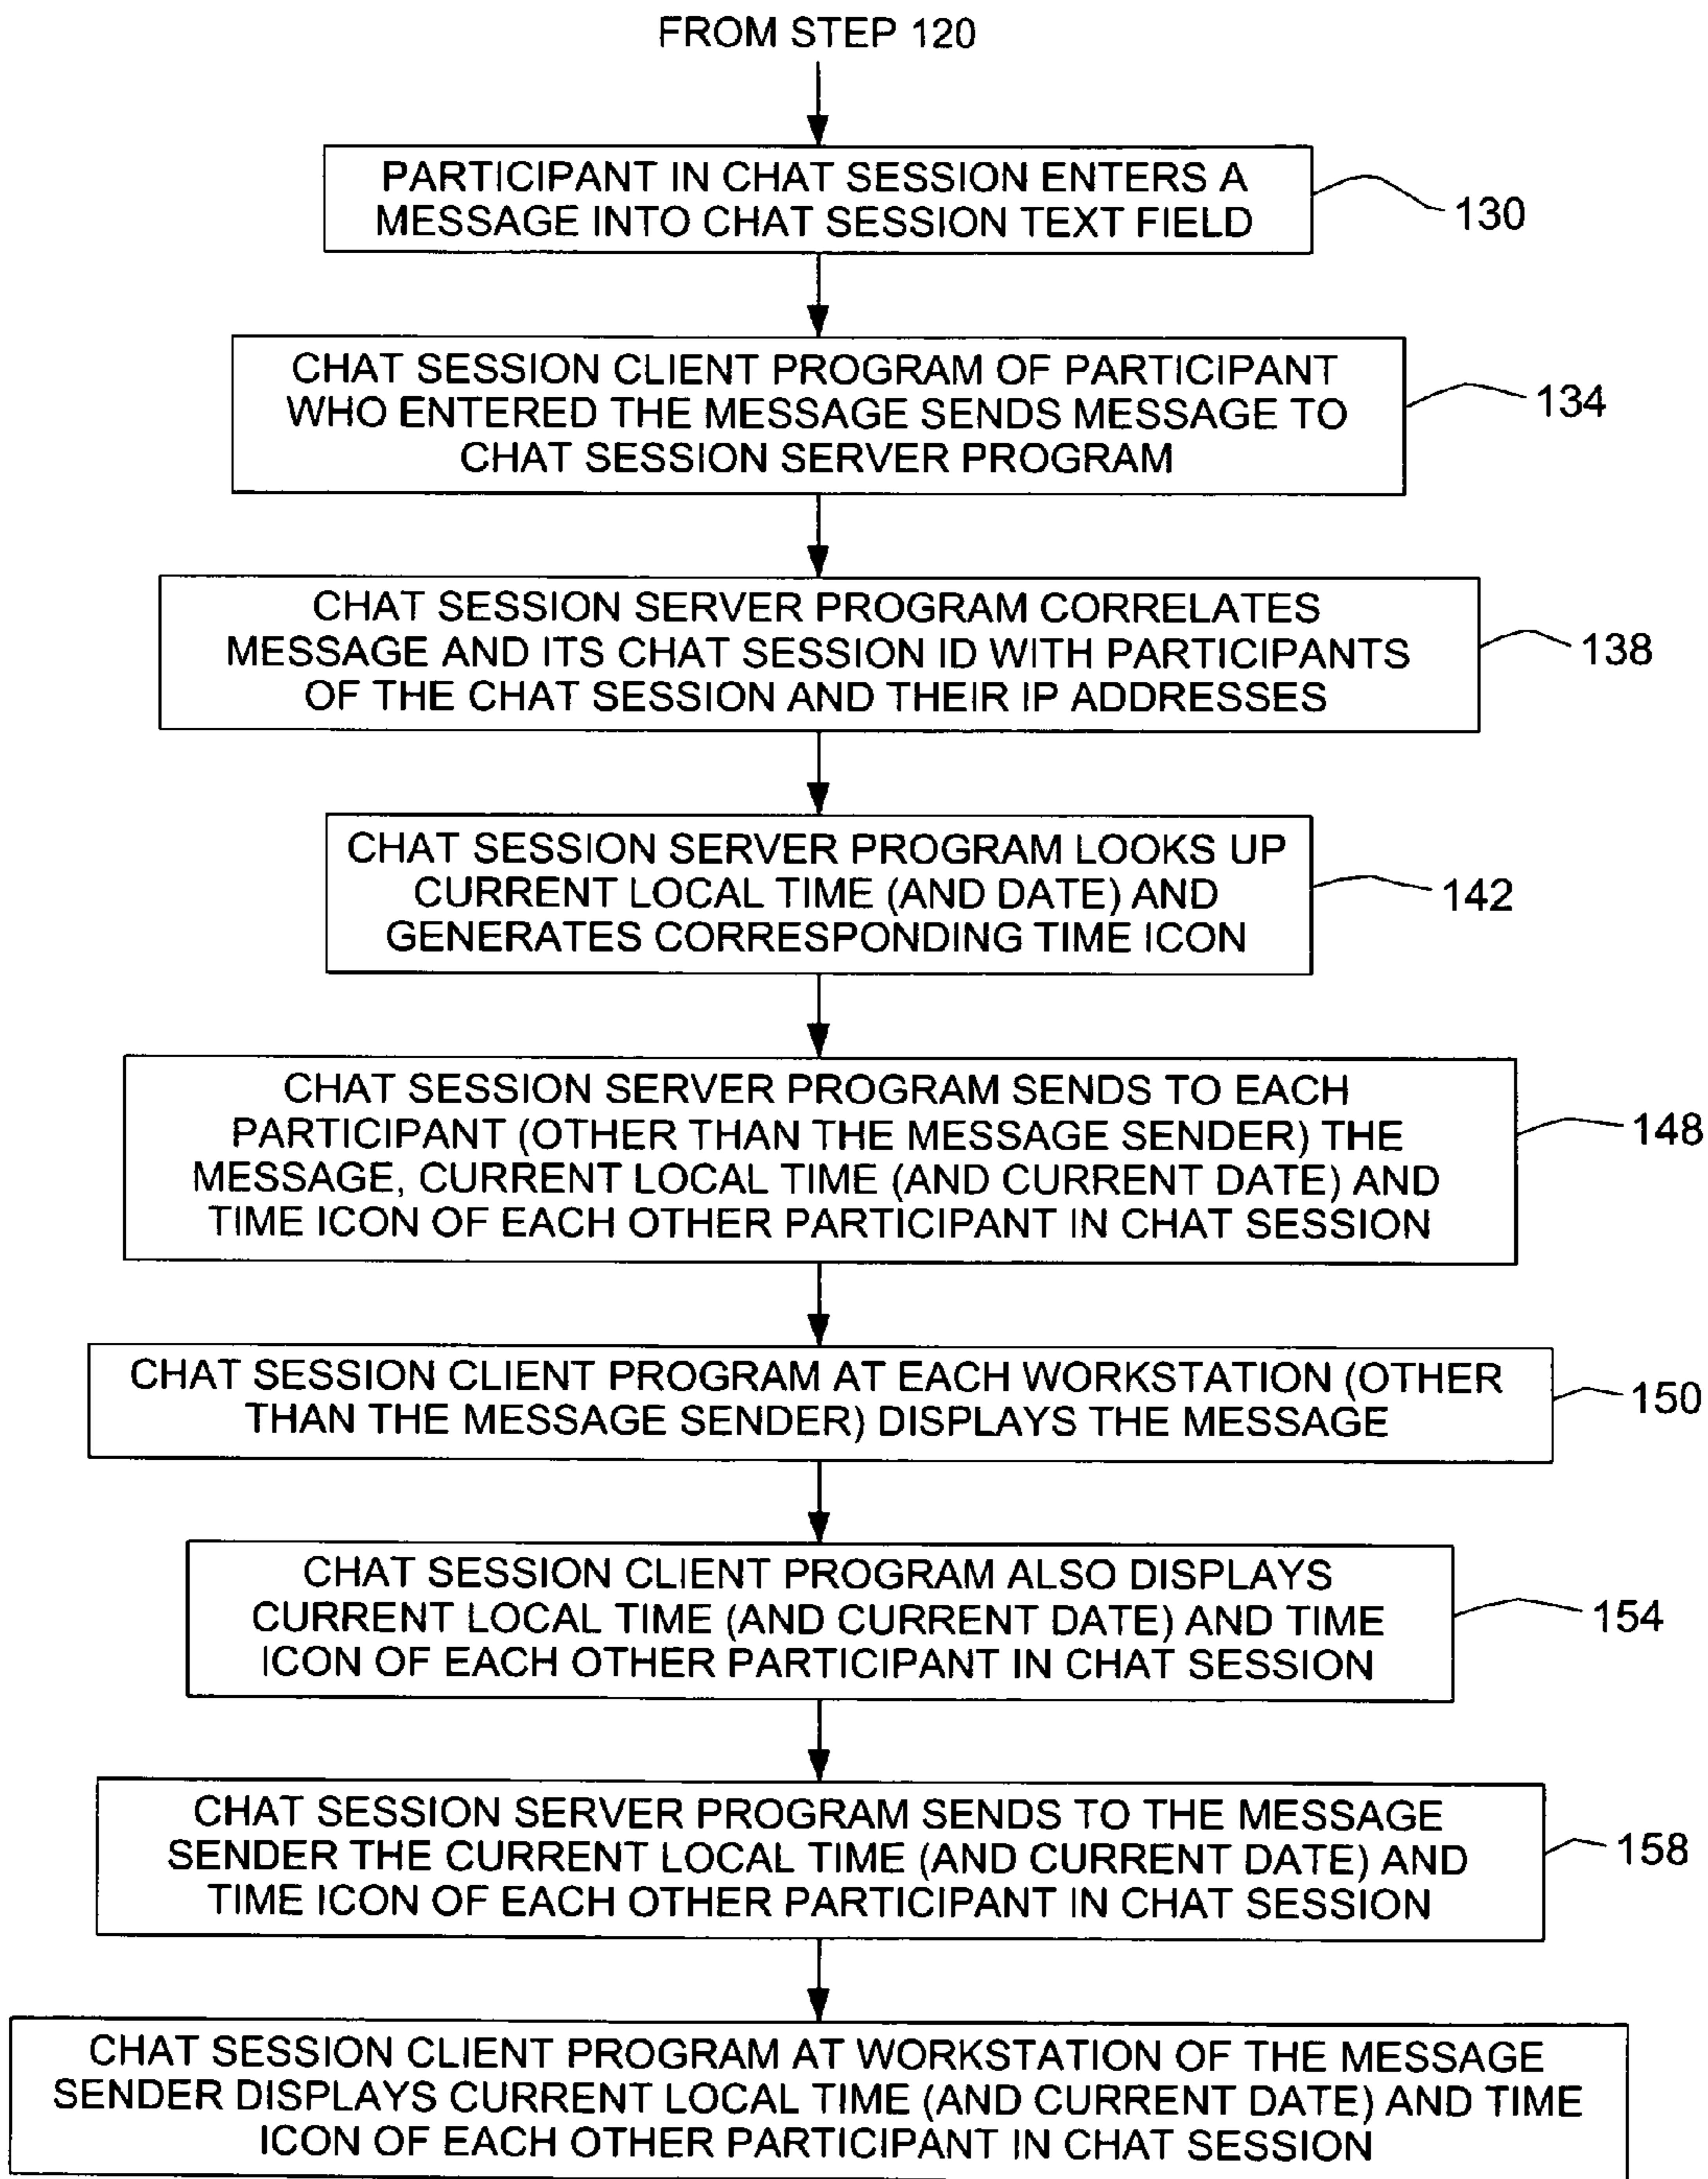 FROM STEP 120
PARTICIPANT IN CHAT SESSION ENTERS A
MESSAGE INTO CHAT SESSION TEXT FIELD
130
CHAT SESSION CLIENT PROGRAM OF PARTICIPANT
WHO ENTERED THE MESSAGE SENDS MESSAGE TO
CHAT SESSION SERVER PROGRAM
134
CHAT SESSION SERVER PROGRAM CORRELATES
MESSAGE AND ITS CHAT SESSION ID WITH PARTICIPANTS
OF THE CHAT SESSION AND THEIR IP ADDRESSES
138
CHAT SESSION SERVER PROGRAM LOOKS UP
CURRENT LOCAL TIME (AND DATE) AND
GENERATES CORRESPONDING TIME ICON
142
CHAT SESSION SERVER PROGRAM SENDS TO EACH
PARTICIPANT (OTHER THAN THE MESSAGE SENDER) THE
MESSAGE, CURRENT LOCAL TIME (AND CURRENT DATE) AND
TIME ICON OF EACH OTHER PARTICIPANT IN CHAT SESSION
148
CHAT SESSION CLIENT PROGRAM AT EACH WORKSTATION (OTHER
THAN THE MESSAGE SENDER) DISPLAYS THE MESSAGE
150
CHAT SESSION CLIENT PROGRAM ALSO DISPLAYS
CURRENT LOCAL TIME (AND CURRENT DATE) AND TIME
ICON OF EACH OTHER PARTICIPANT IN CHAT SESSION
154
CHAT SESSION SERVER PROGRAM SENDS TO THE MESSAGE
SENDER THE CURRENT LOCAL TIME (AND CURRENT DATE) AND
TIME ICON OF EACH OTHER PARTICIPANT IN CHAT SESSION
158
CHAT SESSION CLIENT PROGRAM AT WORKSTATION OF THE MESSAGE
SENDER DISPLAYS CURRENT LOCAL TIME (AND CURRENT DATE) AND TIME
ICON OF EACH OTHER PARTICIPANT IN CHAT SESSION